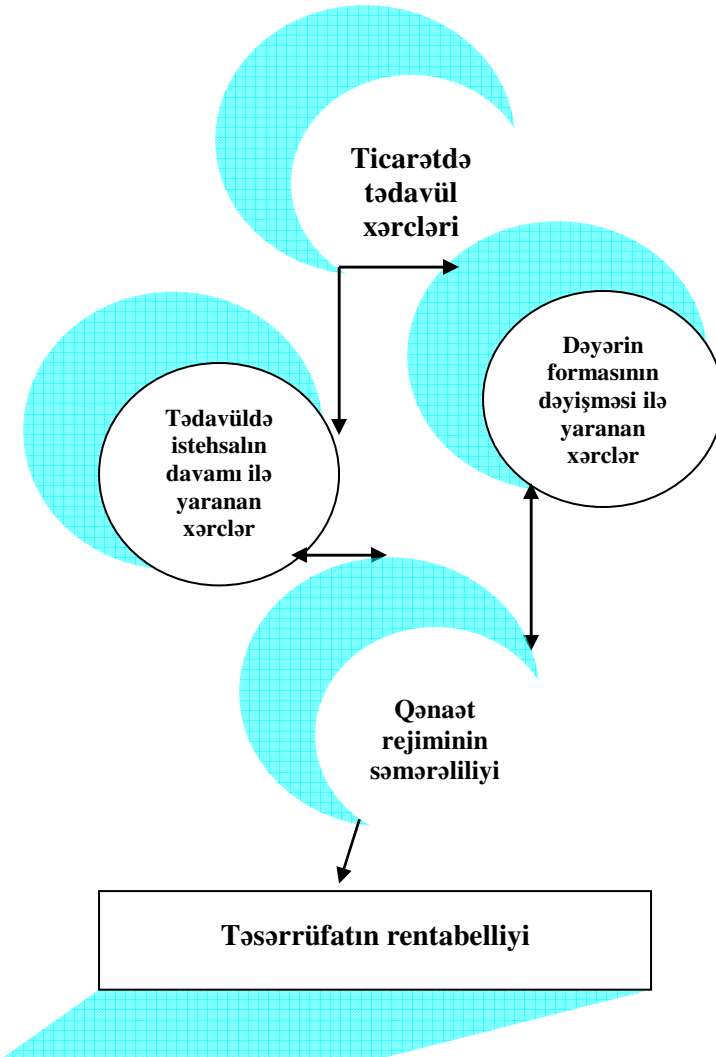 Ticarətdə
tədavül
xərcləri
Dəyərin
formasının
dəyişməsi ilə
yaranan
xərclər
Tədavüldə
istehsalın
davamı ilə
yaranan
xərclər
Qənaət
rejiminin
səmərəliliyi
Təsərrüfatın rentabelliyi